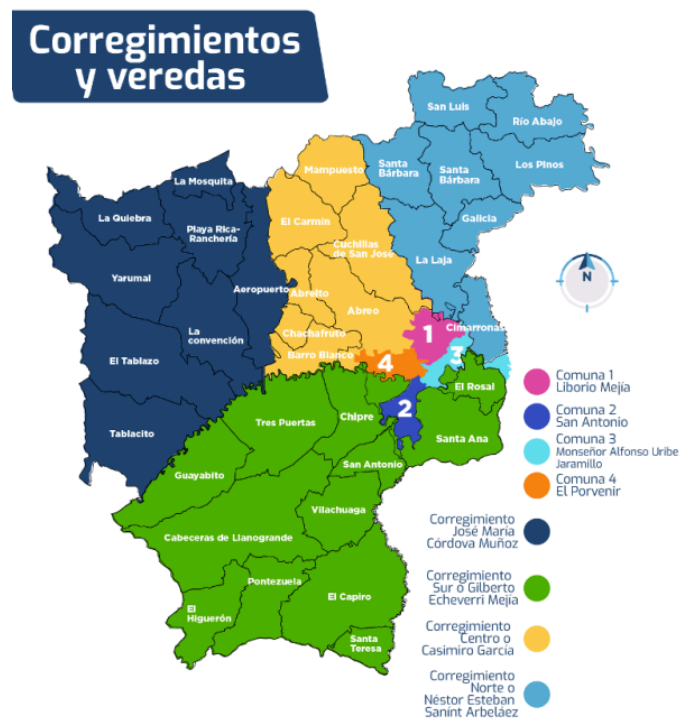 Corregimientos
y veredas
San Luis
Río Abajo
Mampuesto
Santa
Bárbara
Santa
Bárbara
Los Pinos
La Mosquita
La Quiebra
Playa Rica-
Ranchería
El Carmín
Cuchillas
de San José
Galicia
La Laja
Yarumal
Aeropuerto
Abreito
Abreo
N
La
convención
Chachafruto
Cimarronas
1
El Tablazo
Barro Blanco
4
3
El Rosal
Comuna 1
Liborio Mejía
Tres Puertas
Chipre
2
Comuna 2
San Antonio
Tablacito
Santa Ana
Comuna 3
Monseñor Alfonso Uribe
Jaramillo
Guayabito
San Antonio
Comuna 4
El Porvenir
Vilachuaga
Cabeceras de Llanogrande
Corregimiento
José María
Córdova Muñoz
Pontezuela
El Capiro
Corregimiento
Sur o Gilberto
Echeverri Mejía
El
Higuerón
Santa
Teresa
Corregimiento
Centro o
Casimiro García
Corregimiento
Norte o
Néstor Esteban
Sanint Arbeláez